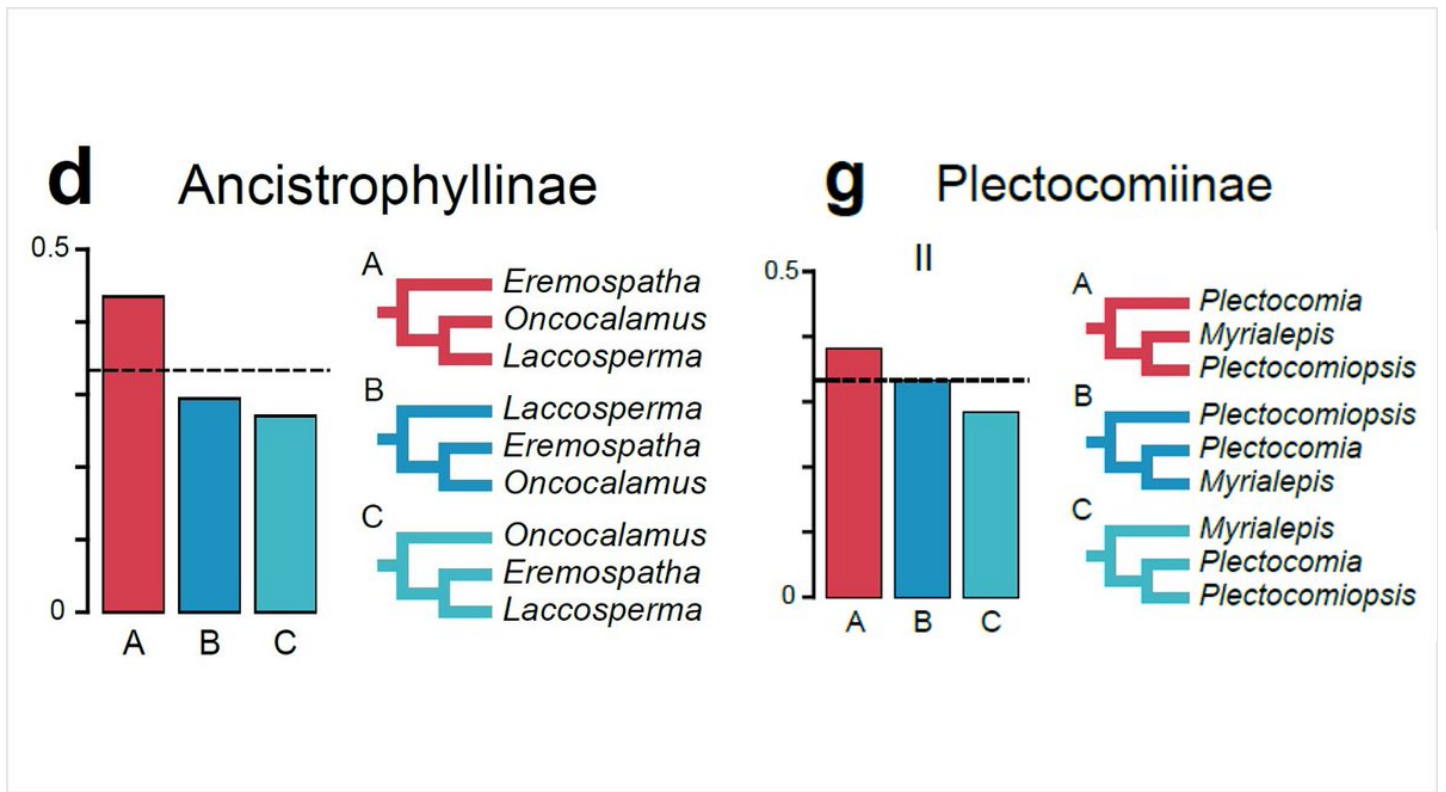 d Ancistrophyllinae
0.5
0
A
B
C
A
Eremospatha
Oncocalamus
Laccosperma
B
Laccosperma
Eremospatha
Oncocalamus
C
Oncocalamus
Eremospatha
Laccosperma
g Plectocomiinae
II
0.5
0
A
B
C
A
Plectocomia
Myrialepis
Plectocomiopsis
B
Plectocomiopsis
Plectocomia
Myrialepis
C
Myrialepis
Plectocomia
Plectocomiopsis